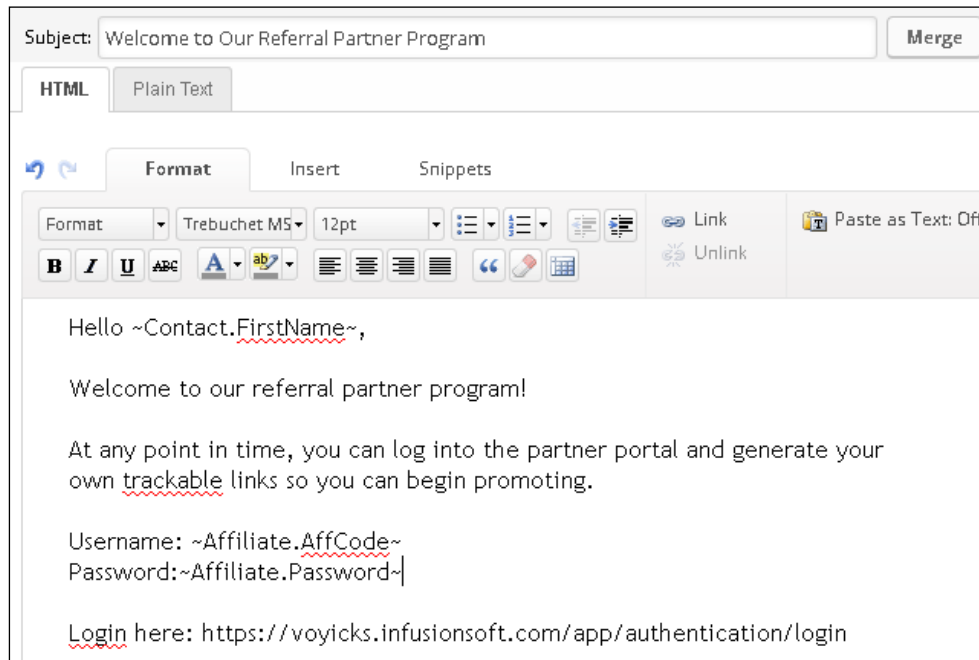 Subject: Welcome to Our Referral Partner Program Merge
HTML Plain Text
Format Insert Snippets
Format Trebuchet MS 12pt Link Paste as Text: Off
B I U ABC A ab Unlink
Hello ~Contact.FirstName~,
Welcome to our referral partner program!
At any point in time, you can log into the partner portal and generate your
own trackable links so you can begin promoting.
Username: ~Affiliate.AffCode~
Password:~Affiliate.Password~
Login here: https://voyicks.infusionsoft.com/app/authentication/login